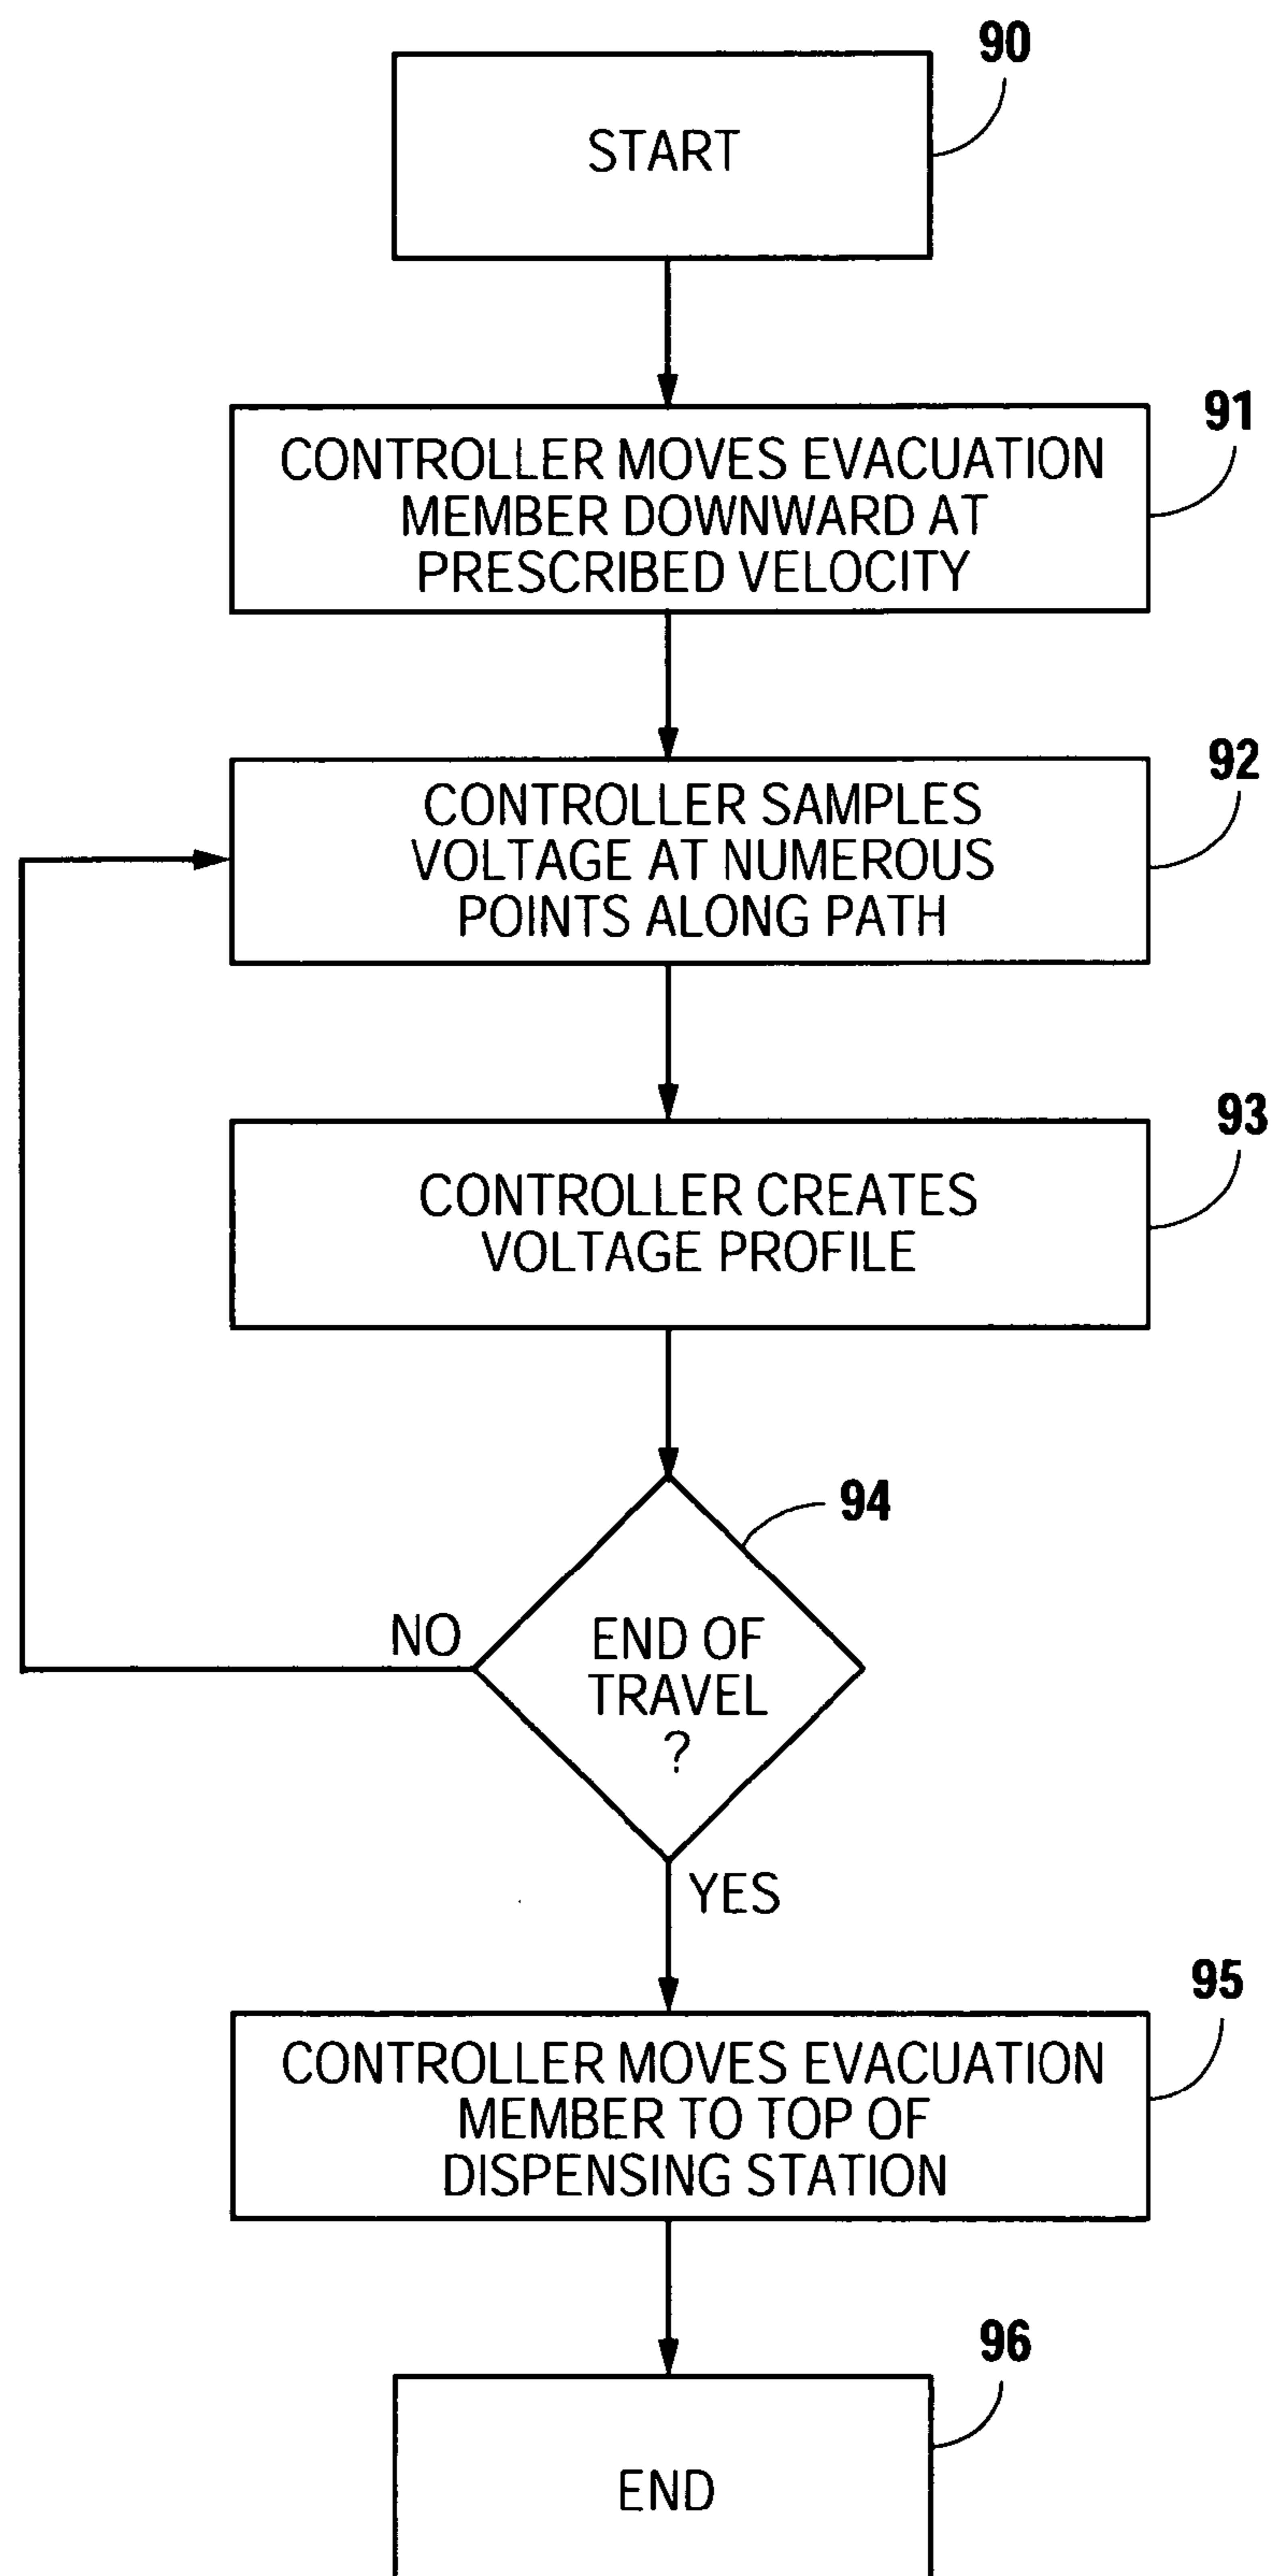 90
START
91
CONTROLLER MOVES EVACUATION
MEMBER DOWNWARD AT
PRESCRIBED VELOCITY
92
CONTROLLER SAMPLES
VOLTAGE AT NUMEROUS
POINTS ALONG PATH
93
CONTROLLER CREATES
VOLTAGE PROFILE
94
NO
END OF
TRAVEL
?
YES
95
CONTROLLER MOVES EVACUATION
MEMBER TO TOP OF
DISPENSING STATION
96
END